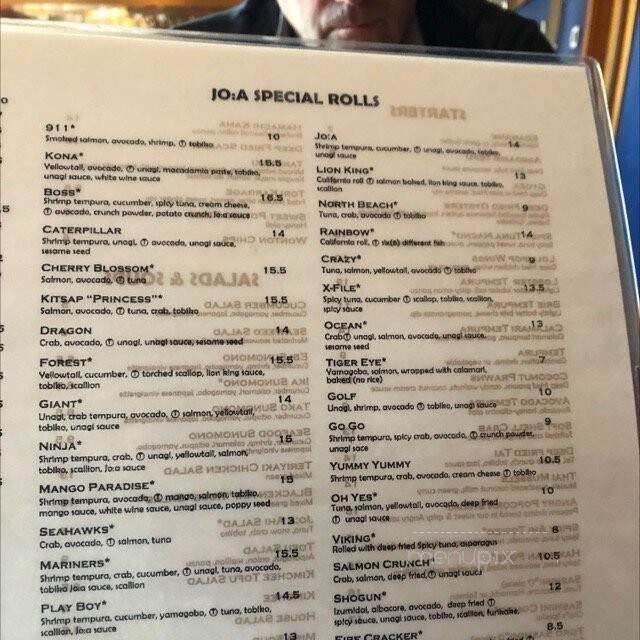 JO:A SPECIAL ROLLS
911* 10
Smoked salmon, avocado, shrimp, Ⓣ tobiko
KONA* 15.5
Yellowtail, avocado, Ⓣ unagi, macadamia paste, tobiko,
unagi sauce, white wine sauce
BOSS* 16.5
Shrimp tempura, cucumber, spicy tuna, cream cheese,
Ⓣ avocado, crunch powder, potato crunch, Jo:a sauce
CATERPILLAR 14
Shrimp tempura, unagi, Ⓣ avocado, unagi sauce,
sesame seed
CHERRY BLOSSOM* 15.5
Salmon, avocado, Ⓣ tuna
KITSAP "PRINCESS"* 15.5
Salmon, avocado, Ⓣ tuna, crab, tobiko
DRAGON 14
Crab, avocado, Ⓣ unagi, unagi sauce, sesame seed
FOREST* 15.5
Yellowtail, cucumber, Ⓣ torched scallop, lion king sauce,
tobiko, scallion
GIANT* 14
Unagi, crab tempura, avocado, Ⓣ salmon, yellowtail,
tobiko, unagi sauce
NINJA* 15
Shrimp tempura, crab, Ⓣ unagi, yellowtail, salmon,
tobiko, scallion, Jo:a sauce
MANGO PARADISE* 15
Shrimp tempura, avocado, Ⓣ mango, salmon, tobiko,
mango sauce, white wine sauce, unagi sauce, poppy seed
SEAHAWKS* 13
Crab, avocado, Ⓣ salmon, tuna
MARINERS* 15.5
Shrimp tempura, crab, cucumber, Ⓣ unagi, tuna, avocado,
tobiko, scallion, Jo:a sauce
PLAY BOY* 14.5
Shrimp tempura, cucumber, yamagobo, Ⓣ tuna, tobiko,
scallion, Jo:a sauce
13
JO:A 14
Shrimp tempura, cucumber, Ⓣ unagi, avocado, tobiko,
unagi sauce
LION KING* 13
California roll, Ⓣ salmon baked, lion king sauce, tobiko,
scallion
NORTH BEACH* 9
Tuna, crab, avocado Ⓣ tobiko
RAINBOW* 14
California roll, Ⓣ six(6) different fish
CRAZY* 9
Tuna, salmon, yellowtail, avocado Ⓣ tobiko
X-FILE* 13.5
Spicy tuna, cucumber Ⓣ scallop, tobiko, scallion,
spicy sauce
OCEAN* 13
CrabⓉ unagi, salmon, tuna, avocado, unagi sauce,
sesame seed
TIGER EYE* 7
Yamagobo, salmon, wrapped with calamari,
baked (no rice)
GOLF 10
Unagi, shrimp, avocado Ⓣ tobiko, unagi sauce
GO GO 9
Shrimp tempura, spicy crab, avocado, Ⓣ crunch powder,
unagi sace
YUMMY YUMMY 10.5
Shrimp tempura, crab, avocado, cream cheese Ⓣ tobiko
OH YES* 10
Tuna, salmon, yellowtail, avocado, deep fried
Ⓣ unagi sauce
VIKING* 8
Rolled with deep fried Spicy tuna, asparagus
SALMON CRUNCH* 10.5
Crab, salmon, deep fried,Ⓣ unagi sauce
SHOGUN* 12
Izumidai, albacore, avocado, deep fried Ⓣ
spicy sauce, unagi sauce, tobiko, scallion, furikake,
FIRE CRACKER* 8.5
menupix